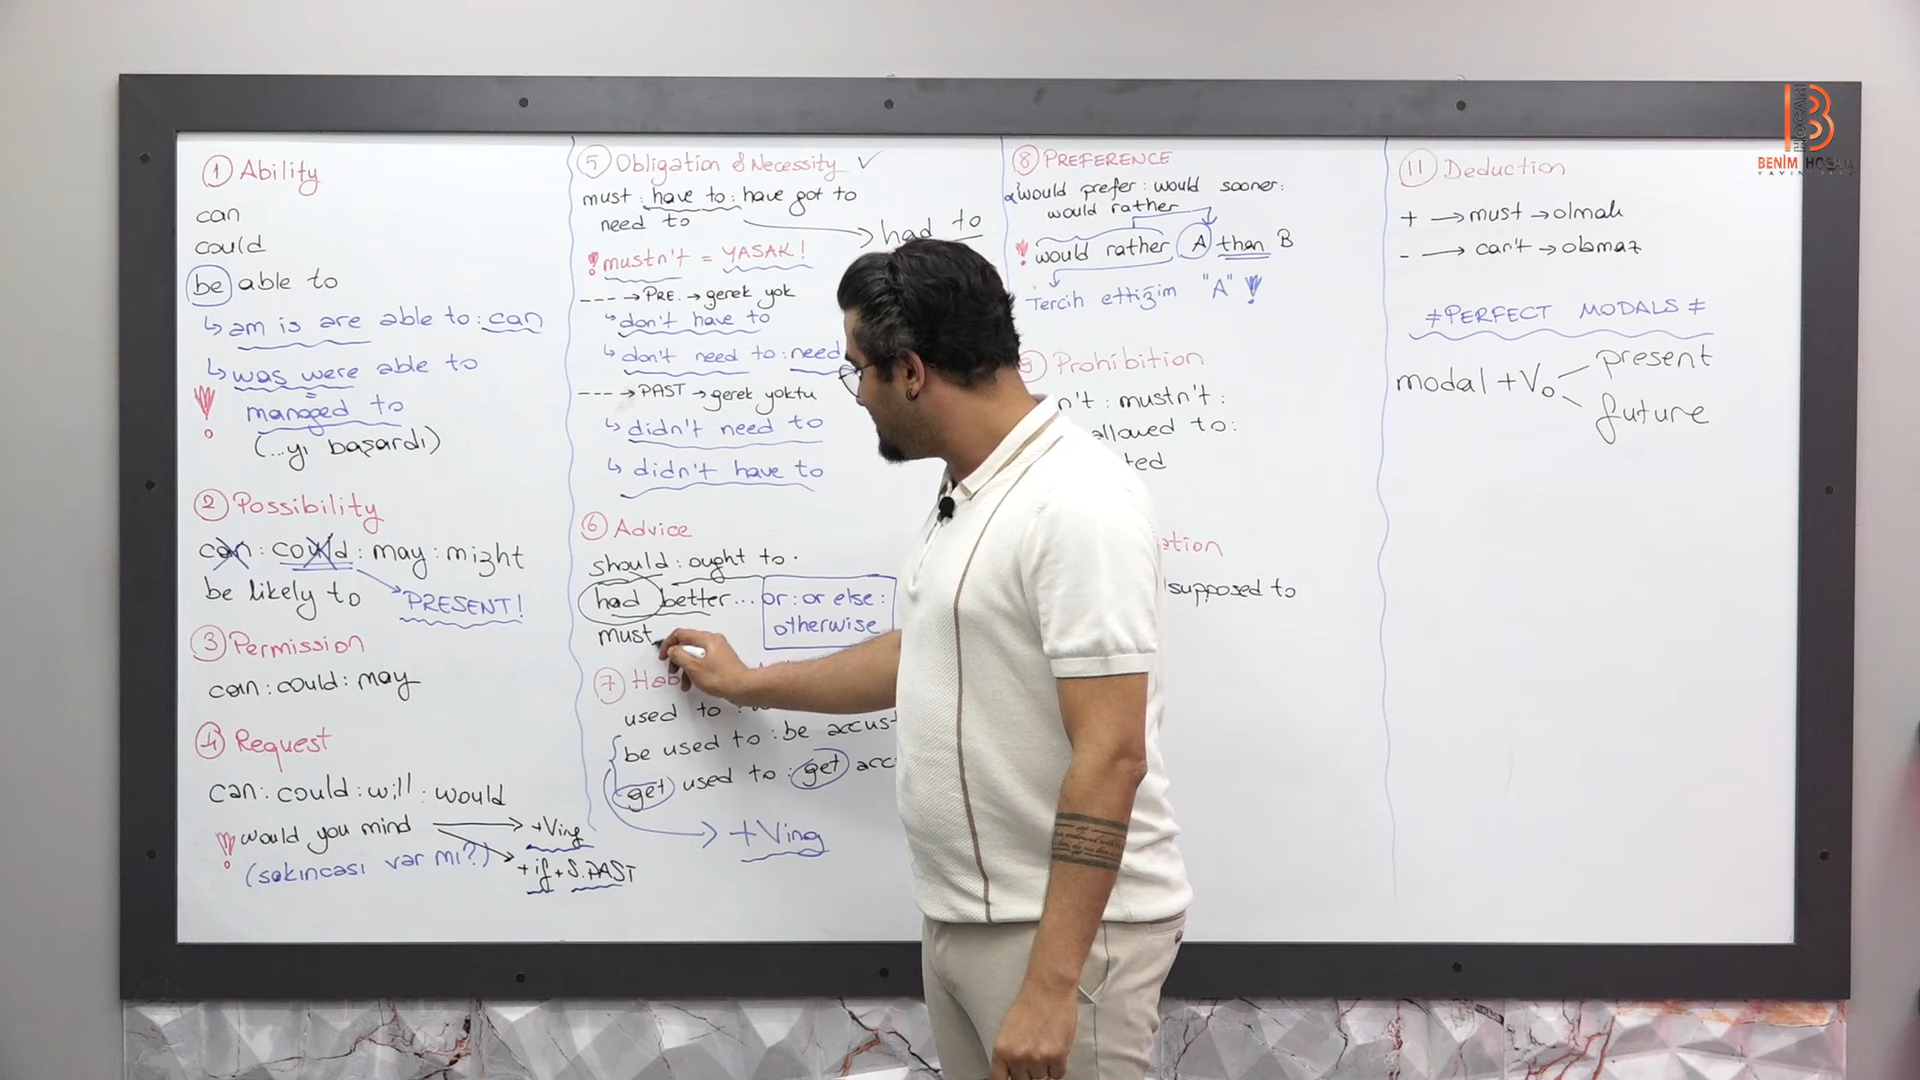 ① Ability
can
could
be able to
↳ am is are able to : can
↳ was were able to
!
managed to
(...yı başardı)
② Possibility
can : could : may : might
be likely to
PRESENT!
③ Permission
can : could : may
④ Request
can : could : will : would
! would you mind → +Ving
(sakıncası var mı?) + if + S.PAST
⑤ Obligation & Necessity ✓
must : have to : have got to
need to → had to
! mustn't = YASAK!
---→ PRE. → gerek yok
↳ don't have to
↳ don't need to : need
---→ PAST → gerek yoktu
↳ didn't need to
↳ didn't have to
⑥ Advice
should : ought to
had better... or : or else :
otherwise
must
⑦ Hab
used to :
be used to : be accust
get used to : get acc
→ +Ving
⑧ PREFERENCE
would prefer : would sooner :
would rather
! would rather A than B
Tercih ettiğim "A" !
Prohibition
n't : mustn't :
allowed to :
ted
ation
supposed to
⑪ Deduction
+ → must → olmalı
- → can't → olamaz
≠PERFECT MODALS≠
modal + V₀
present
future
BENİM HOCAM
YAYINLARI